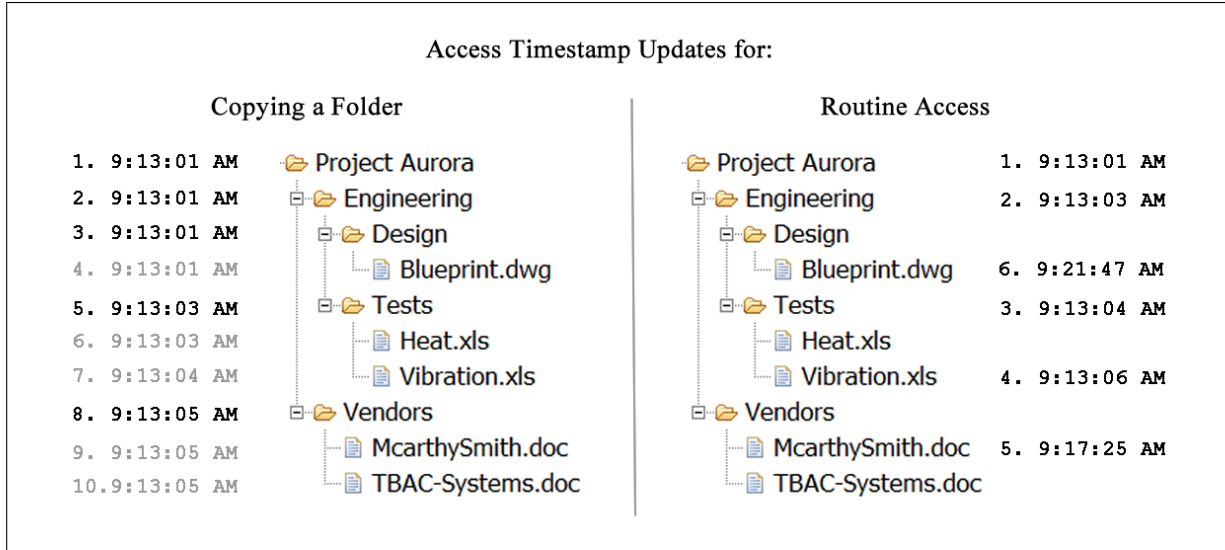 Access Timestamp Updates for:
Copying a Folder
1. 9:13:01 AM Project Aurora
2. 9:13:01 AM Engineering
3. 9:13:01 AM Design
4. 9:13:01 AM Blueprint.dwg
5. 9:13:03 AM Tests
6. 9:13:03 AM Heat.xls
7. 9:13:04 AM Vibration.xls
8. 9:13:05 AM Vendors
9. 9:13:05 AM McarthySmith.doc
10.9:13:05 AM TBAC-Systems.doc
Routine Access
Project Aurora 1. 9:13:01 AM
Engineering 2. 9:13:03 AM
Design
Blueprint.dwg 6. 9:21:47 AM
Tests 3. 9:13:04 AM
Heat.xls
Vibration.xls 4. 9:13:06 AM
Vendors
McarthySmith.doc 5. 9:17:25 AM
TBAC-Systems.doc